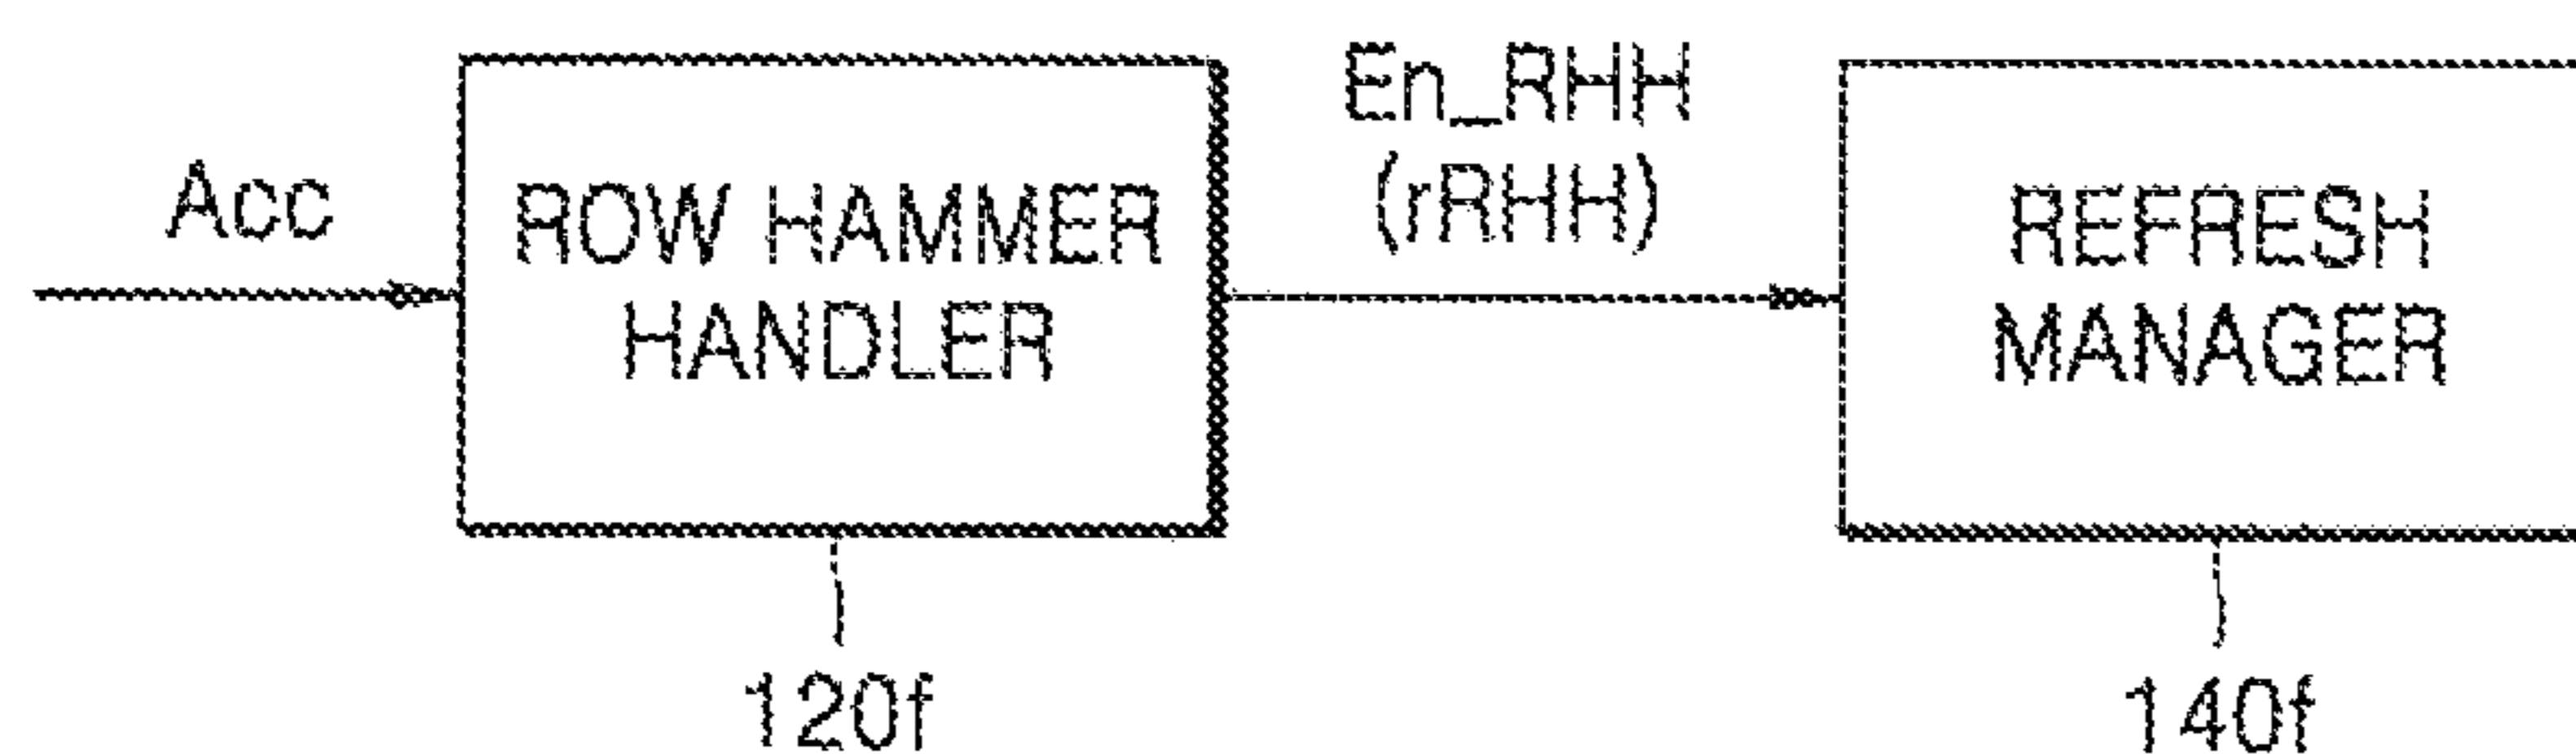 Acc
ROW HAMMER
HANDLER
En_RHH
(rRHH)
REFRESH
MANAGER
120f
140f